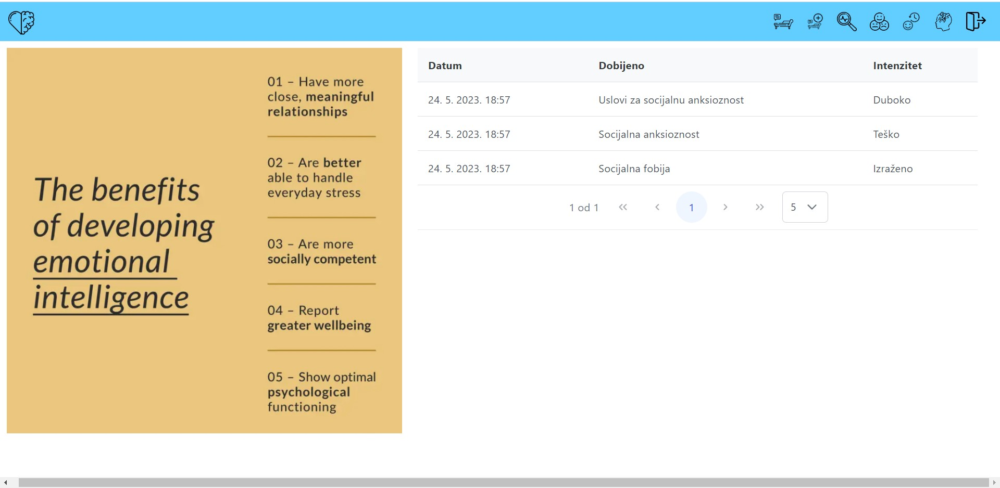 The benefits
of developing
emotional
intelligence
01 – Have more
close, meaningful
relationships
02 – Are better
able to handle
everyday stress
03 – Are more
socially competent
04 – Report
greater wellbeing
05 – Show optimal
psychological
functioning
Datum Dobijeno Intenzitet
24. 5. 2023. 18:57 Uslovi za socijalnu anksioznost Duboko
24. 5. 2023. 18:57 Socijalna anksioznost Teško
24. 5. 2023. 18:57 Socijalna fobija Izraženo
1 od 1 1 5